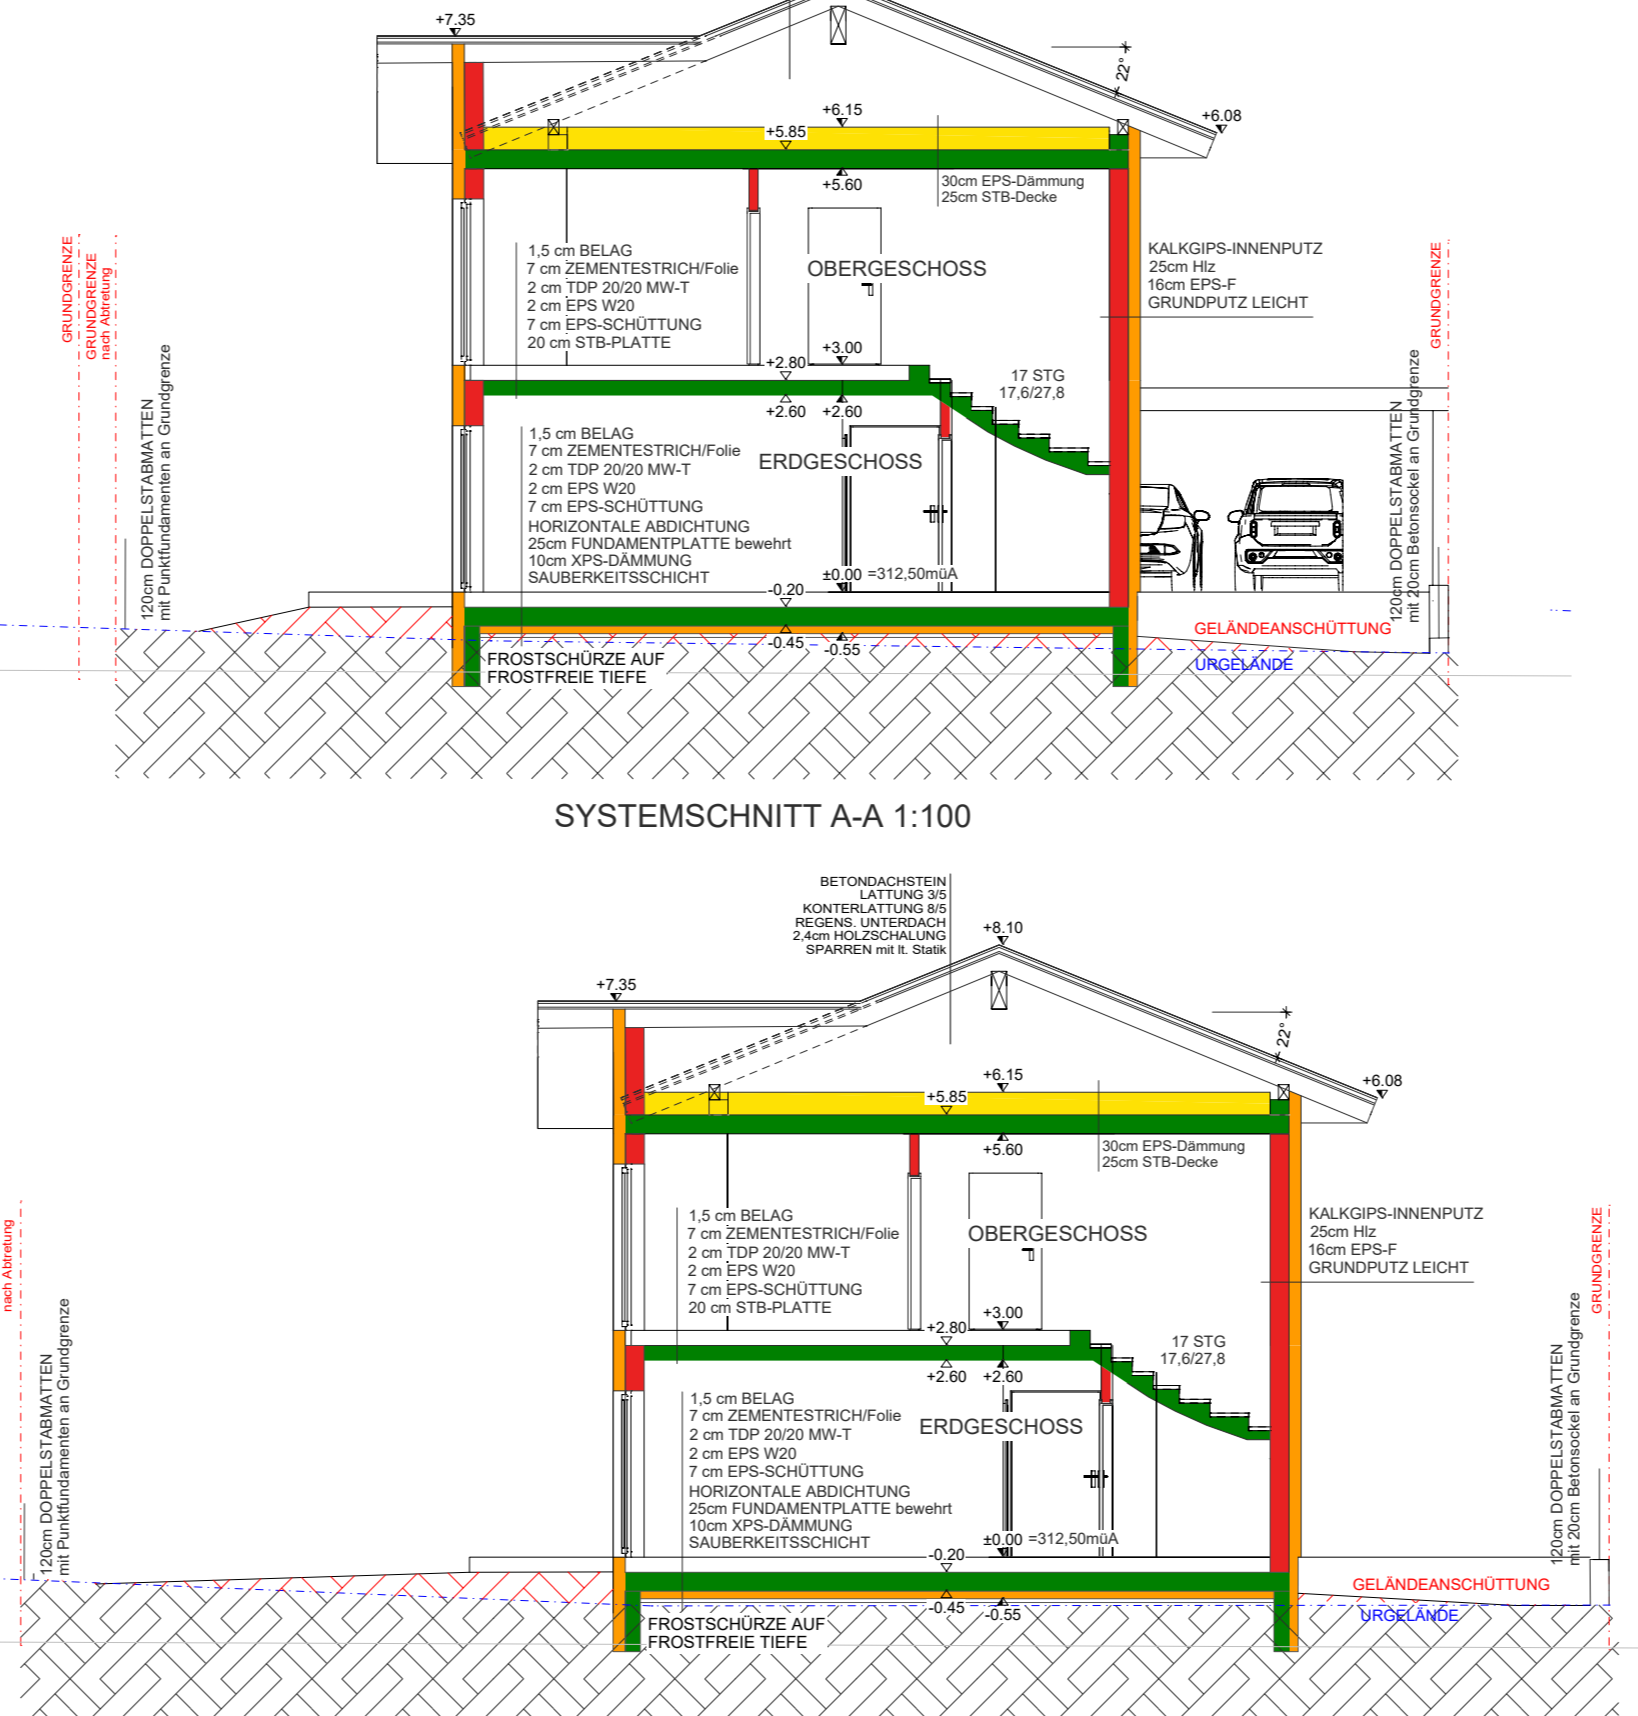 +7.35
22°
+6.15
+5.85
+6.08
+5.60
30cm EPS-Dämmung
25cm STB-Decke
GRUNDGRENZE
GRUNDGRENZE
nach Abtretung
1,5 cm BELAG
7 cm ZEMENTESTRICH/Folie
2 cm TDP 20/20 MW-T
2 cm EPS W20
7 cm EPS-SCHÜTTUNG
20 cm STB-PLATTE
OBERGESCHOSS
KALKGIPS-INNENPUTZ
25cm Hlz
16cm EPS-F
GRUNDPUTZ LEICHT
GRUNDGRENZE
+3.00
+2.80
17 STG
17,6/27,8
+2.60
+2.60
120cm DOPPELSTABMATTEN
mit Punktfundamenten an Grundgrenze
1,5 cm BELAG
7 cm ZEMENTESTRICH/Folie
2 cm TDP 20/20 MW-T
2 cm EPS W20
7 cm EPS-SCHÜTTUNG
HORIZONTALE ABDICHTUNG
25cm FUNDAMENTPLATTE bewehrt
10cm XPS-DÄMMUNG
SAUBERKEITSSCHICHT
ERDGESCHOSS
120cm DOPPELSTABMATTEN
mit 20cm Betonsockel an Grundgrenze
±0.00 =312,50müA
-0.20
-0.45
-0.55
GELÄNDEANSCHÜTTUNG
URGELÄNDE
FROSTSCHÜRZE AUF
FROSTFREIE TIEFE
SYSTEMSCHNITT A-A 1:100
BETONDACHSTEIN
LATTUNG 3/5
KONTERLATTUNG 8/5
REGENS. UNTERDACH
2,4cm HOLZSCHALUNG
SPARREN mit lt. Statik
+8.10
+7.35
22°
+6.15
+5.85
+6.08
+5.60
30cm EPS-Dämmung
25cm STB-Decke
nach Abtretung
1,5 cm BELAG
7 cm ZEMENTESTRICH/Folie
2 cm TDP 20/20 MW-T
2 cm EPS W20
7 cm EPS-SCHÜTTUNG
20 cm STB-PLATTE
OBERGESCHOSS
KALKGIPS-INNENPUTZ
25cm Hlz
16cm EPS-F
GRUNDPUTZ LEICHT
GRUNDGRENZE
+3.00
+2.80
17 STG
17,6/27,8
+2.60
+2.60
120cm DOPPELSTABMATTEN
mit Punktfundamenten an Grundgrenze
1,5 cm BELAG
7 cm ZEMENTESTRICH/Folie
2 cm TDP 20/20 MW-T
2 cm EPS W20
7 cm EPS-SCHÜTTUNG
HORIZONTALE ABDICHTUNG
25cm FUNDAMENTPLATTE bewehrt
10cm XPS-DÄMMUNG
SAUBERKEITSSCHICHT
ERDGESCHOSS
120cm DOPPELSTABMATTEN
mit 20cm Betonsockel an Grundgrenze
±0.00 =312,50müA
-0.20
-0.45
-0.55
GELÄNDEANSCHÜTTUNG
URGELÄNDE
FROSTSCHÜRZE AUF
FROSTFREIE TIEFE